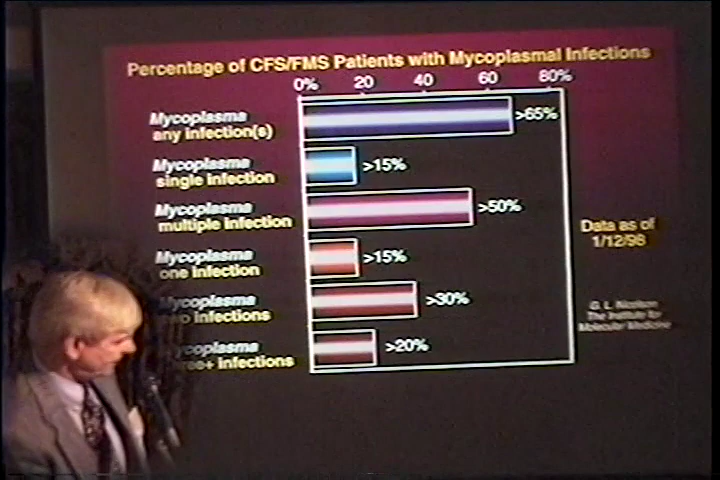 Percentage of CFS/FMS Patients with Mycoplasmal Infections
0% 20 40 60 80%
Mycoplasma
any infection(s)
>65%
Mycoplasma
single infection
>15%
Mycoplasma
multiple infection
>50%
Mycoplasma
one infection
>15%
Mycoplasma
infections
>30%
Mycoplasma
infections
>20%
Data as of
1/12/98
G. L. Nicolson
The Institute for
Molecular Medicine